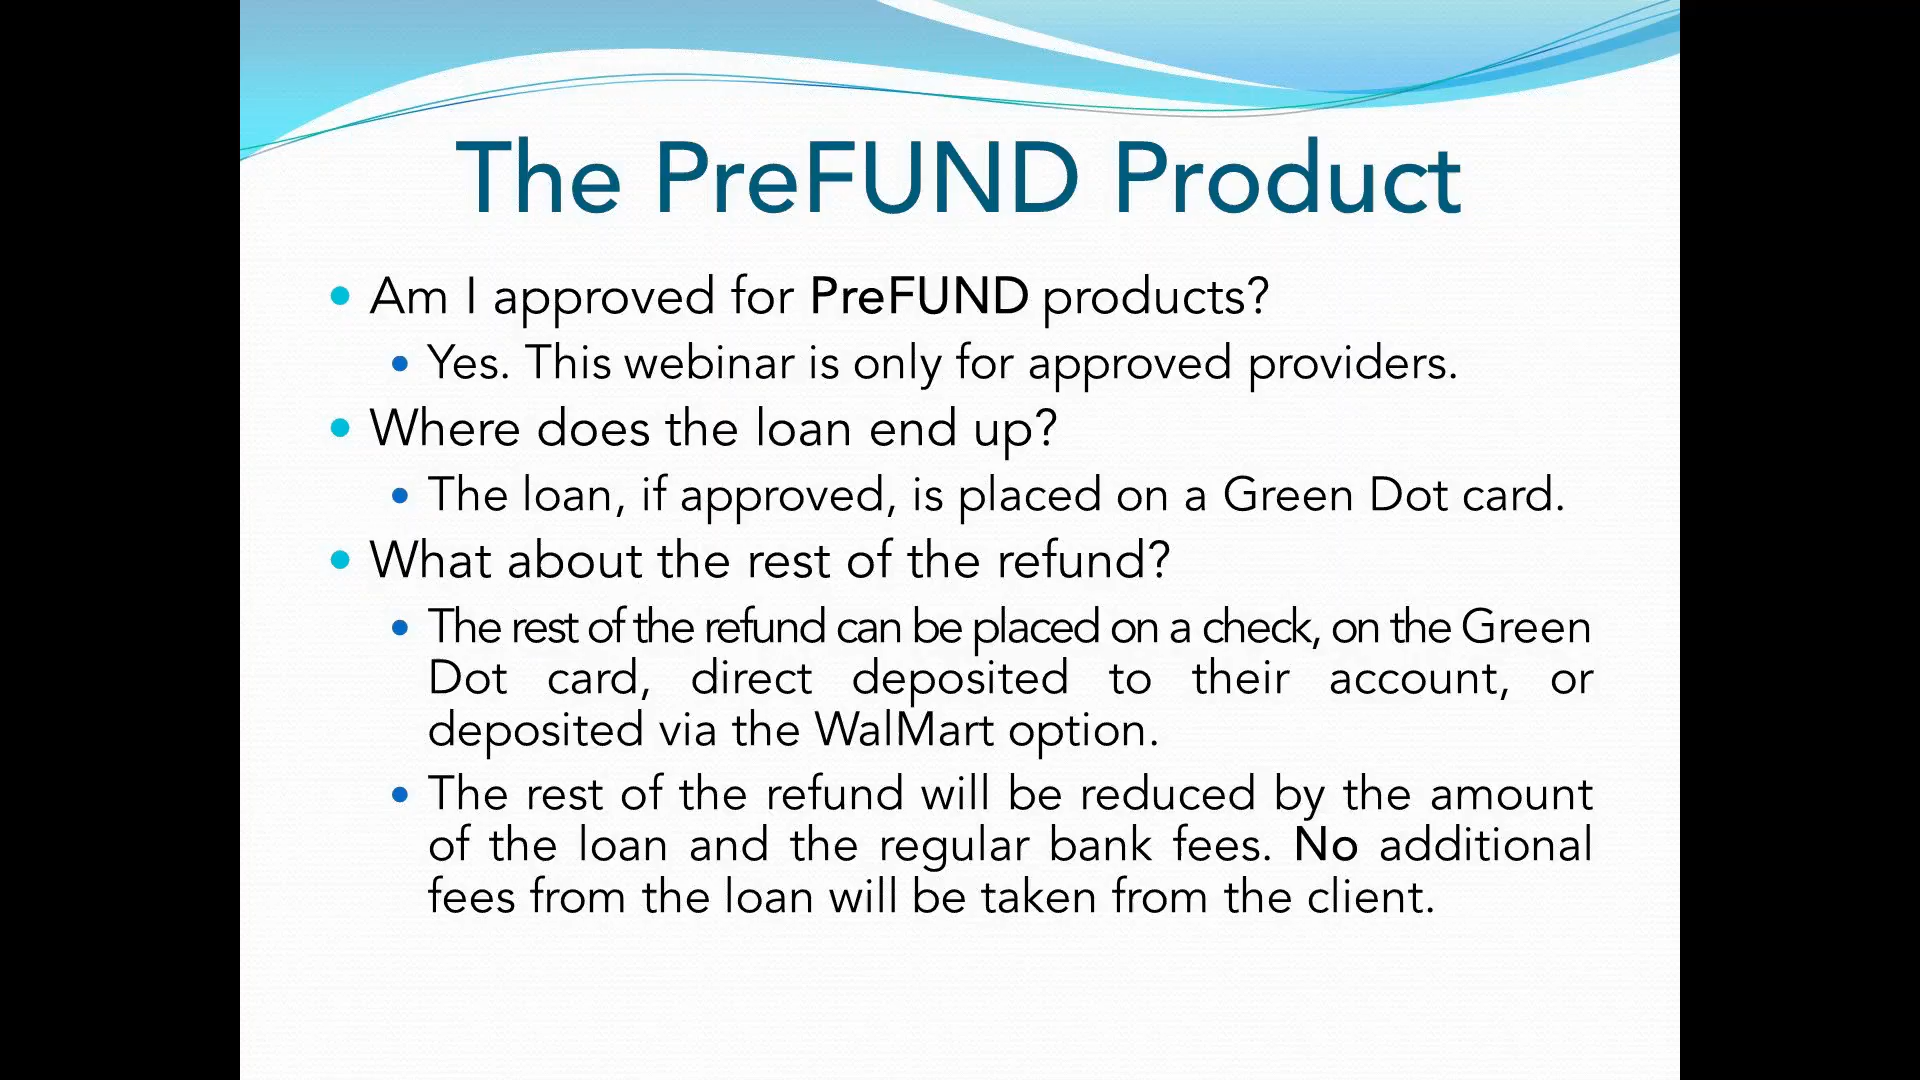 The PreFUND Product
Am I approved for PreFUND products?
Yes. This webinar is only for approved providers.
Where does the loan end up?
The loan, if approved, is placed on a Green Dot card.
What about the rest of the refund?
The rest of the refund can be placed on a check, on the Green
Dot card, direct deposited to their account, or
deposited via the WalMart option.
The rest of the refund will be reduced by the amount
of the loan and the regular bank fees. No additional
fees from the loan will be taken from the client.